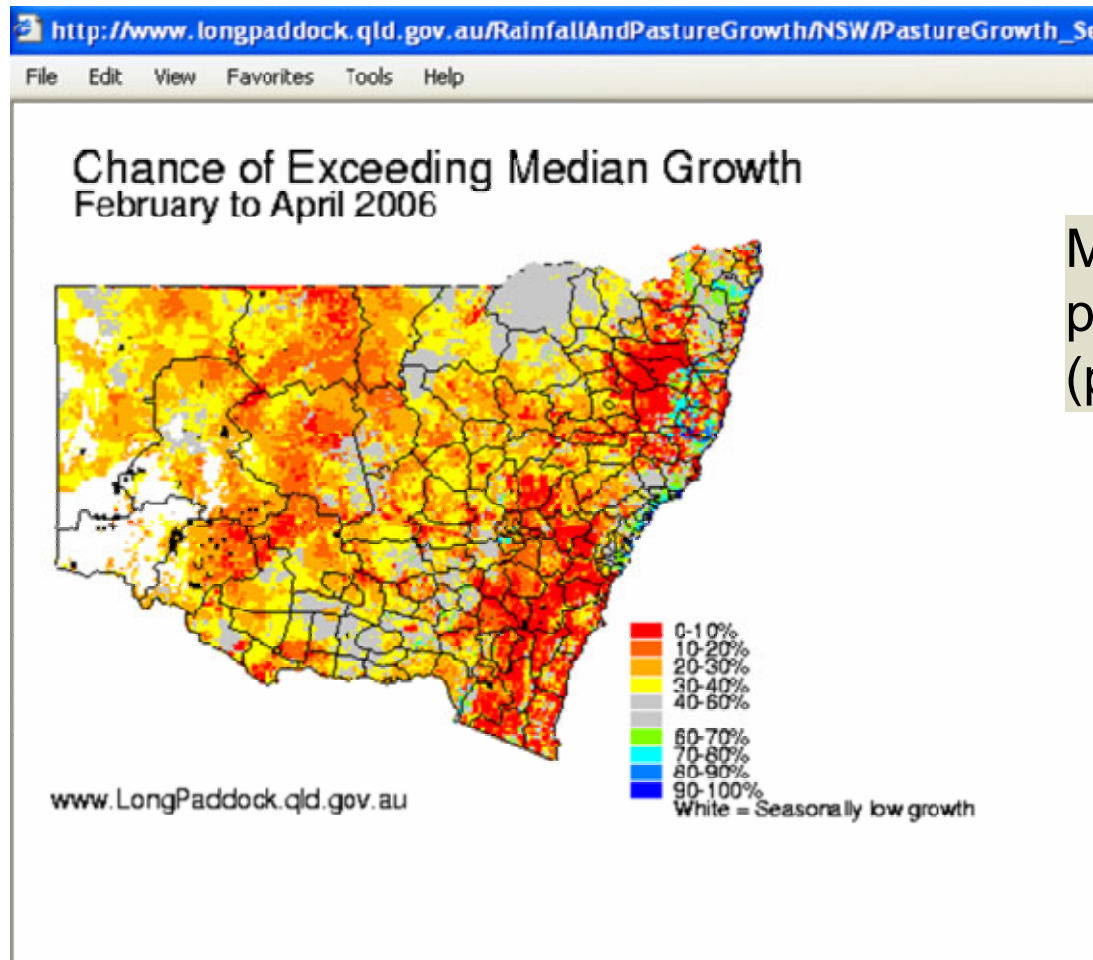 http://www.longpaddock.qld.gov.au/RainfallAndPastureGrowth/NSW/PastureGrowth_Se
File Edit View Favorites Tools Help
Chance of Exceeding Median Growth
February to April 2006
M
p
(p
0-10%
10-20%
20-30%
30-40%
40-60%
60-70%
70-80%
80-90%
90-100%
White = Seasonally low growth
www.LongPaddock.qld.gov.au